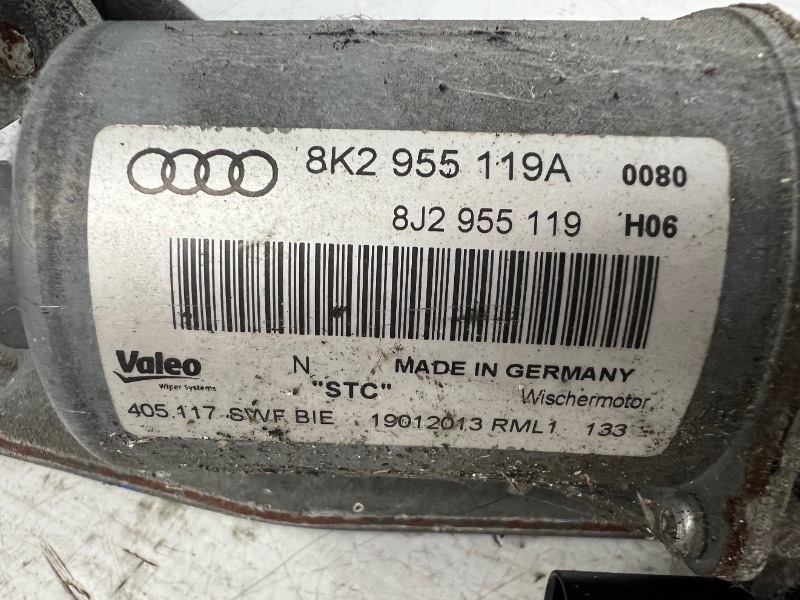 8K2 955 119A 0080
8J2 955 119 H06
Valeo N MADE IN GERMANY
Wiper Systems "STC" Wischermotor
405.117 SWF BIE 19012013 RML1 133